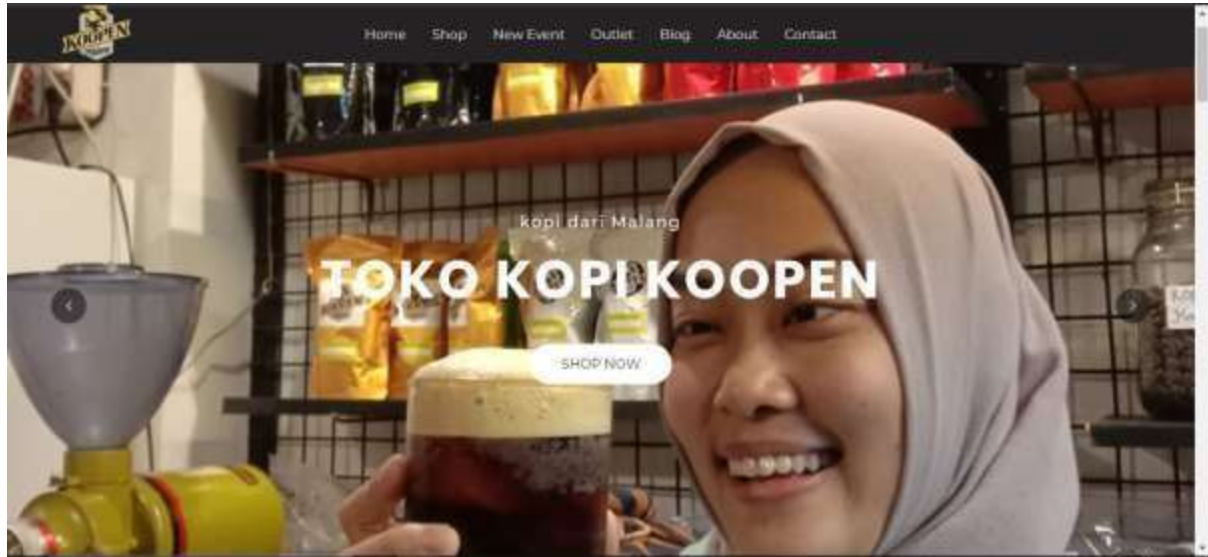 KOOPEN
Home Shop New Event Outlet Blog About Contact
kopi dari Malang
TOKO KOPI KOOPEN
SHOP NOW